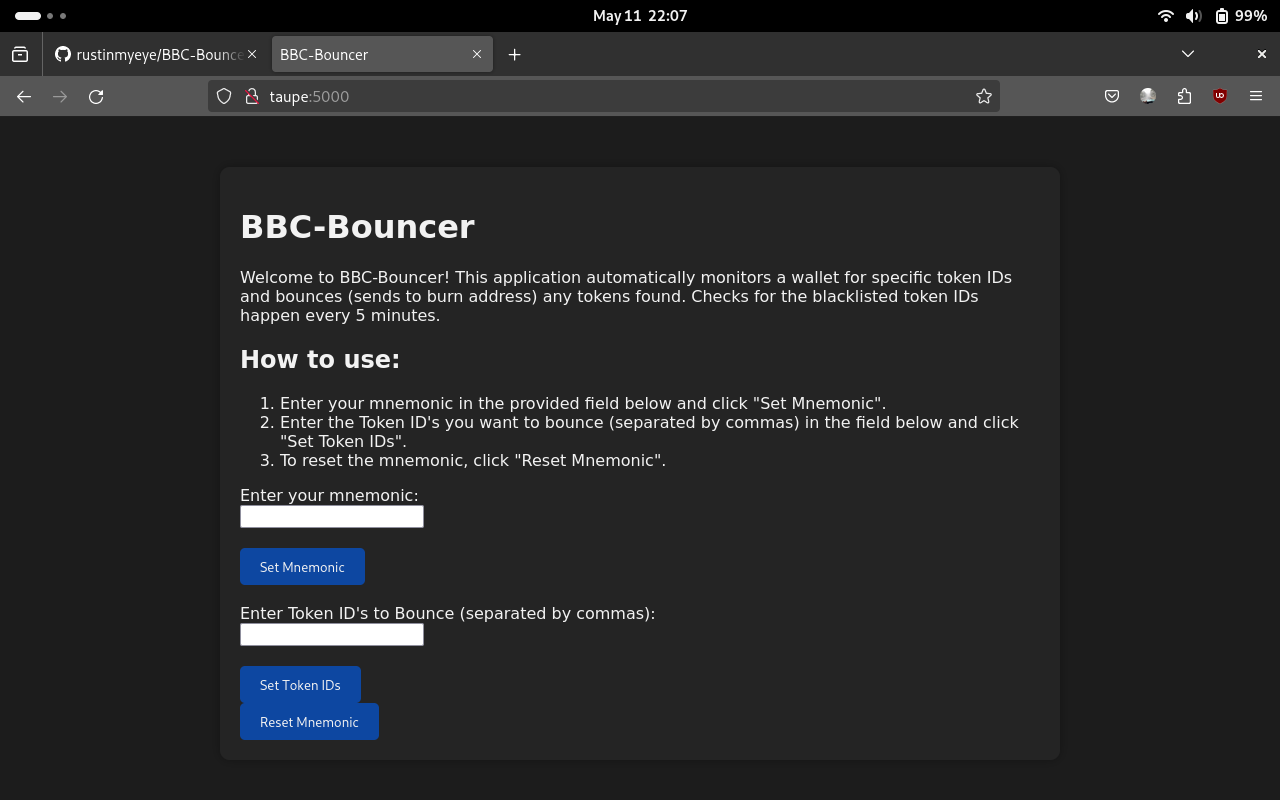 May 11 22:07
99%
rustinmyeye/BBC-Bounce
BBC-Bouncer
taupe:5000
BBC-Bouncer
Welcome to BBC-Bouncer! This application automatically monitors a wallet for specific token IDs
and bounces (sends to burn address) any tokens found. Checks for the blacklisted token IDs
happen every 5 minutes.
How to use:
1. Enter your mnemonic in the provided field below and click "Set Mnemonic".
2. Enter the Token ID's you want to bounce (separated by commas) in the field below and click
"Set Token IDs".
3. To reset the mnemonic, click "Reset Mnemonic".
Enter your mnemonic:
Set Mnemonic
Enter Token ID's to Bounce (separated by commas):
Set Token IDs
Reset Mnemonic